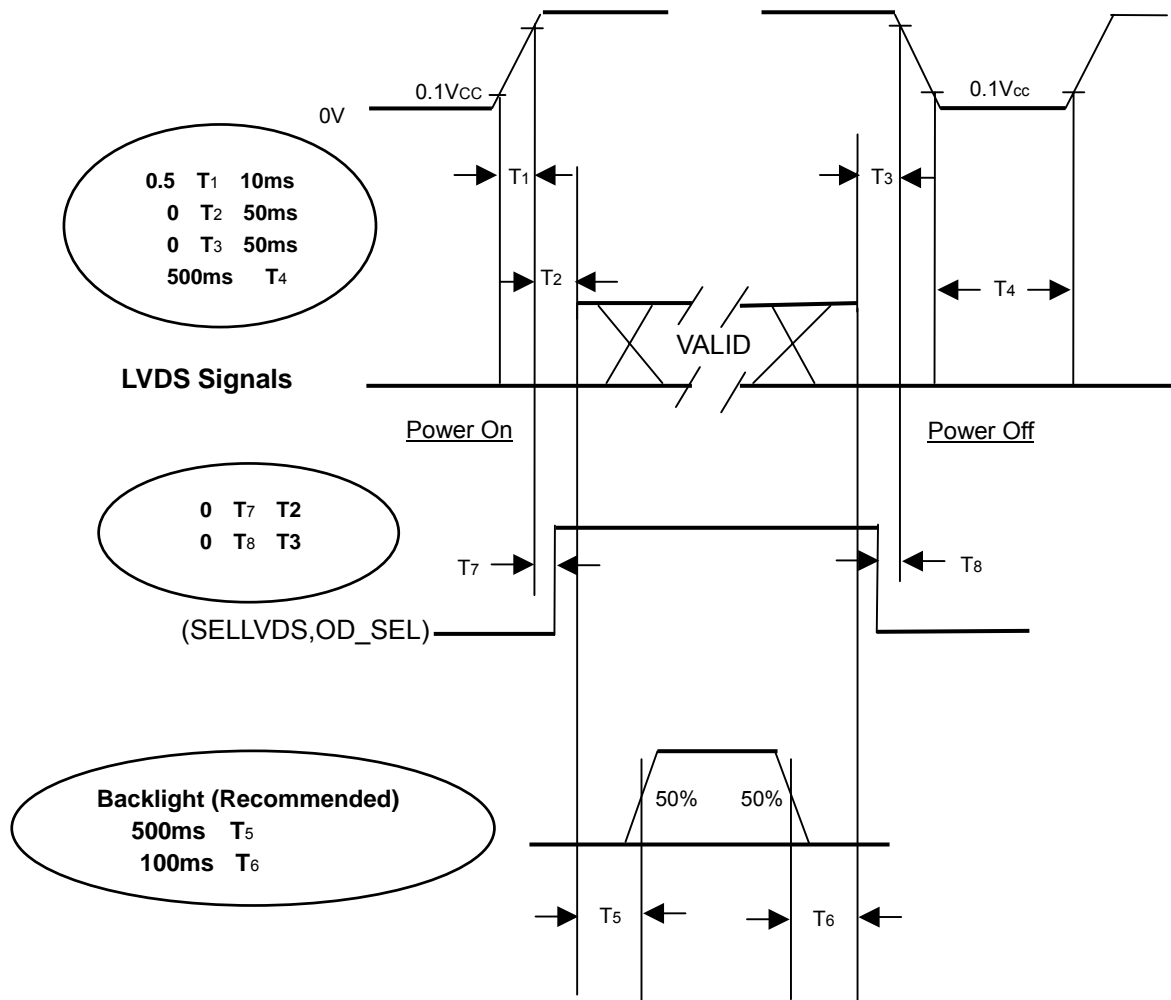 0.1Vcc
0.1Vcc
0V
0.5 T1 10ms
0 T2 50ms
0 T3 50ms
500ms T4
T1
T3
T2
T4
VALID
LVDS Signals
Power On
Power Off
0 T7 T2
0 T8 T3
T7
T8
(SELLVDS,OD_SEL)
Backlight (Recommended)
500ms T5
100ms T6
50%
50%
T5
T6